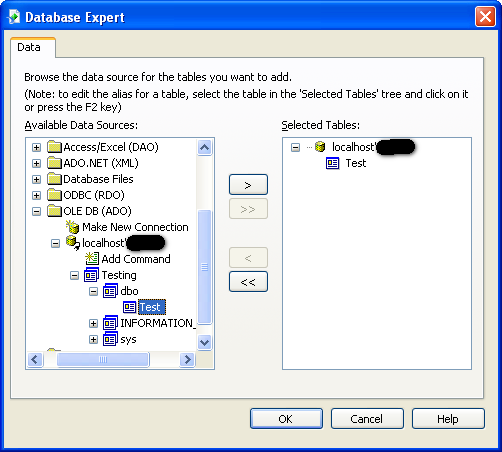 Database Expert
Data
Browse the data source for the tables you want to add.
(Note: to edit the alias for a table, select the table in the 'Selected Tables' tree and click on it
or press the F2 key)
Available Data Sources:
Access/Excel (DAO)
ADO.NET (XML)
Database Files
ODBC (RDO)
OLE DB (ADO)
Make New Connection
localhost\
Add Command
Testing
dbo
Test
INFORMATION_
sys
>
>>
<
<<
Selected Tables:
localhost\
Test
OK
Cancel
Help